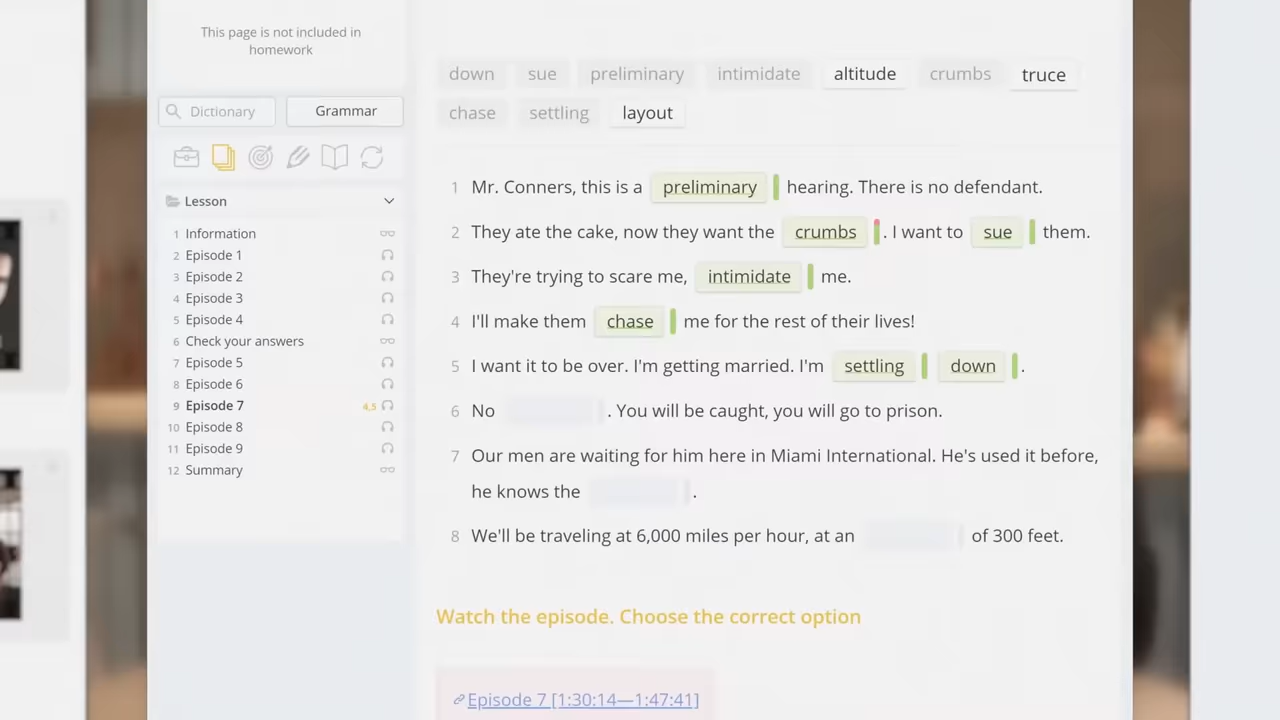 This page is not included in
homework
Dictionary
Grammar
Lesson
1 Information
2 Episode 1
3 Episode 2
4 Episode 3
5 Episode 4
6 Check your answers
7 Episode 5
8 Episode 6
9 Episode 7 4,5
10 Episode 8
11 Episode 9
12 Summary
down sue preliminary intimidate altitude crumbs truce
chase settling layout
1 Mr. Conners, this is a preliminary hearing. There is no defendant.
2 They ate the cake, now they want the crumbs . I want to sue them.
3 They're trying to scare me, intimidate me.
4 I'll make them chase me for the rest of their lives!
5 I want it to be over. I'm getting married. I'm settling down .
6 No . You will be caught, you will go to prison.
7 Our men are waiting for him here in Miami International. He's used it before,
he knows the .
8 We'll be traveling at 6,000 miles per hour, at an of 300 feet.
Watch the episode. Choose the correct option
Episode 7 [1:30:14—1:47:41]